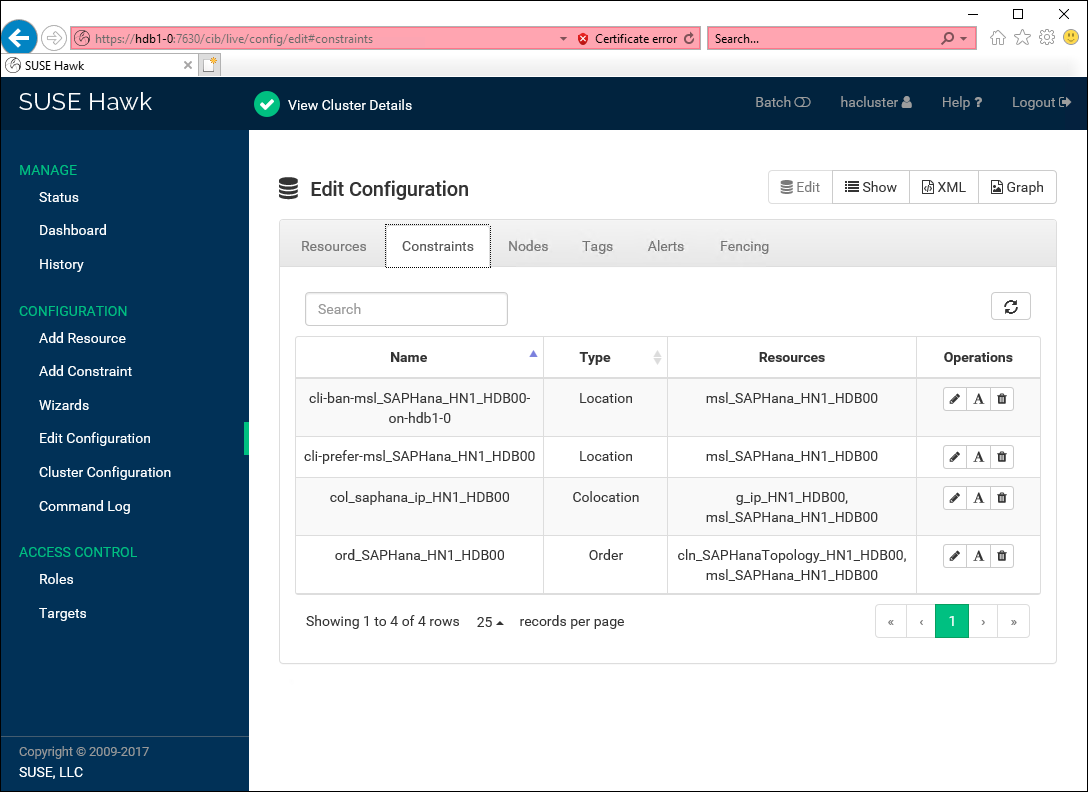 https://hdb1-0:7630/cib/live/config/edit#constraints
Certificate error
Search...
SUSE Hawk
SUSE Hawk
View Cluster Details
Batch
hacluster
Help ?
Logout
MANAGE
Status
Dashboard
History
CONFIGURATION
Add Resource
Add Constraint
Wizards
Edit Configuration
Cluster Configuration
Command Log
ACCESS CONTROL
Roles
Targets
Copyright © 2009-2017
SUSE, LLC
Edit Configuration
Edit
Show
XML
Graph
Resources
Constraints
Nodes
Tags
Alerts
Fencing
Search
Name Type Resources Operations
cli-ban-msl_SAPHana_HN1_HDB00- Location msl_SAPHana_HN1_HDB00 A
on-hdb1-0
cli-prefer-msl_SAPHana_HN1_HDB00 Location msl_SAPHana_HN1_HDB00 A
col_saphana_ip_HN1_HDB00 Colocation g_ip_HN1_HDB00, A
msl_SAPHana_HN1_HDB00
ord_SAPHana_HN1_HDB00 Order cln_SAPHanaTopology_HN1_HDB00, A
msl_SAPHana_HN1_HDB00
Showing 1 to 4 of 4 rows 25 records per page
« ‹ 1 › »